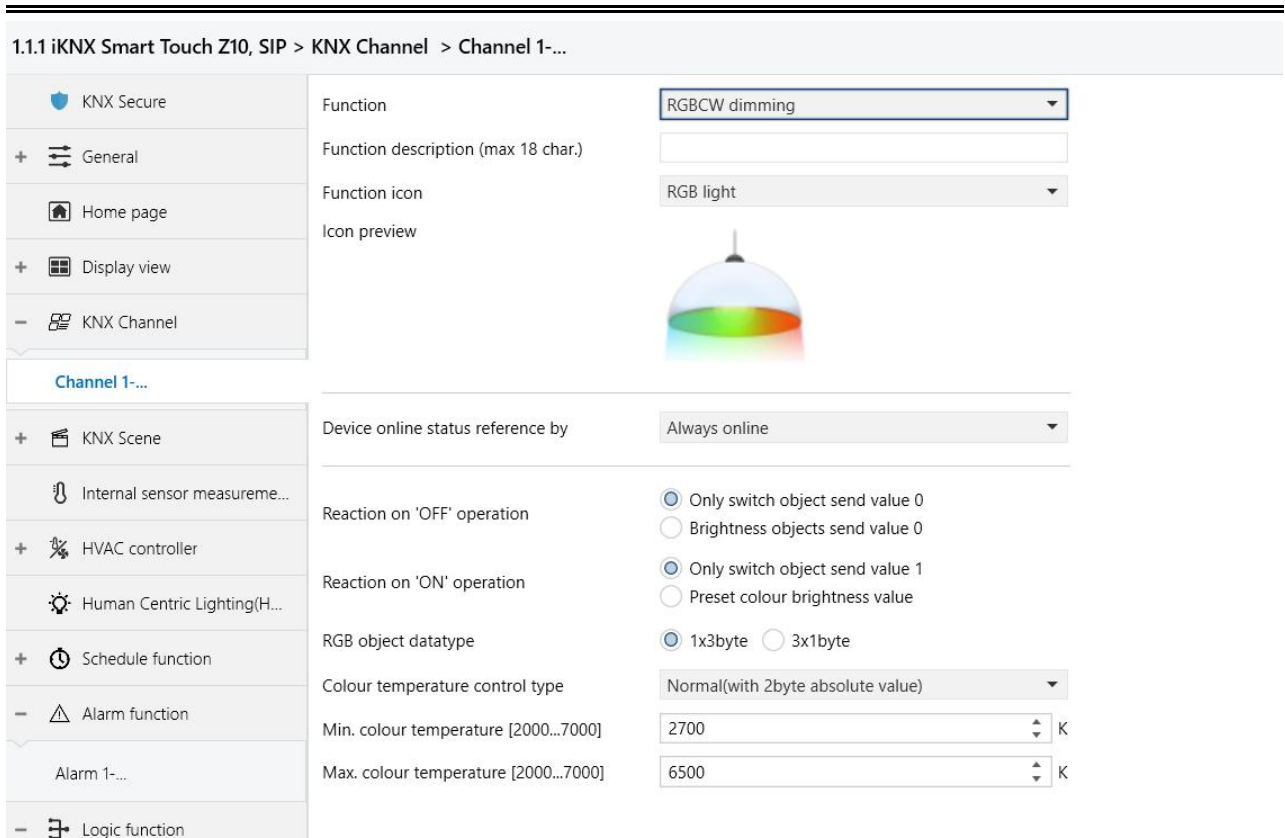 1.1.1 iKNX Smart Touch Z10, SIP > KNX Channel > Channel 1-...
KNX Secure
+ General
Home page
+ Display view
− KNX Channel
Channel 1-...
+ KNX Scene
Internal sensor measureme...
+ HVAC controller
Human Centric Lighting(H...
+ Schedule function
− Alarm function
Alarm 1-...
− Logic function
Function RGBCW dimming
Function description (max 18 char.)
Function icon RGB light
Icon preview
Device online status reference by Always online
Reaction on 'OFF' operation Only switch object send value 0
Brightness objects send value 0
Reaction on 'ON' operation Only switch object send value 1
Preset colour brightness value
RGB object datatype 1x3byte 3x1byte
Colour temperature control type Normal(with 2byte absolute value)
Min. colour temperature [2000...7000] 2700 K
Max. colour temperature [2000...7000] 6500 K